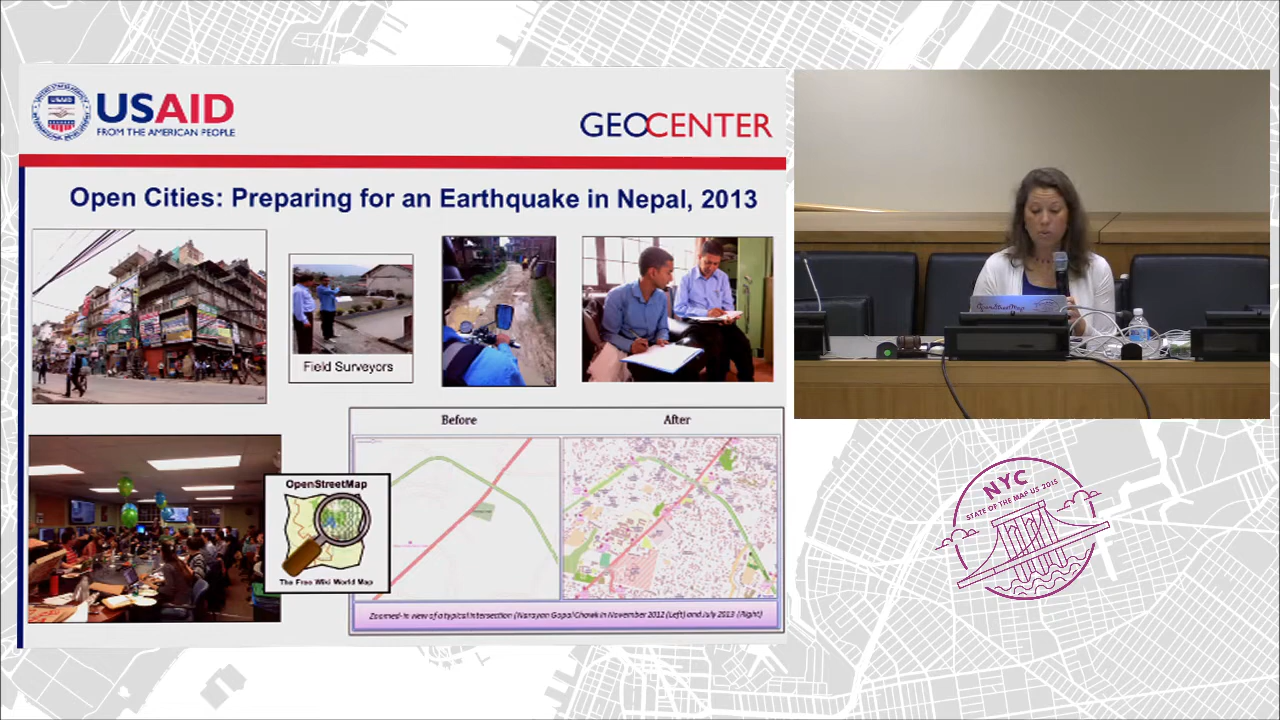 USAID
FROM THE AMERICAN PEOPLE
GEOCENTER
Open Cities: Preparing for an Earthquake in Nepal, 2013
Field Surveyors
Before
After
OpenStreetMap
The Free Wiki World Map
Zoomed-in view of a typical intersection (Narayan Gopal Chowk in November 2012 (Left) and July 2013 (Right)
OpenStreetMap
NYC
STATE OF THE MAP US 2015